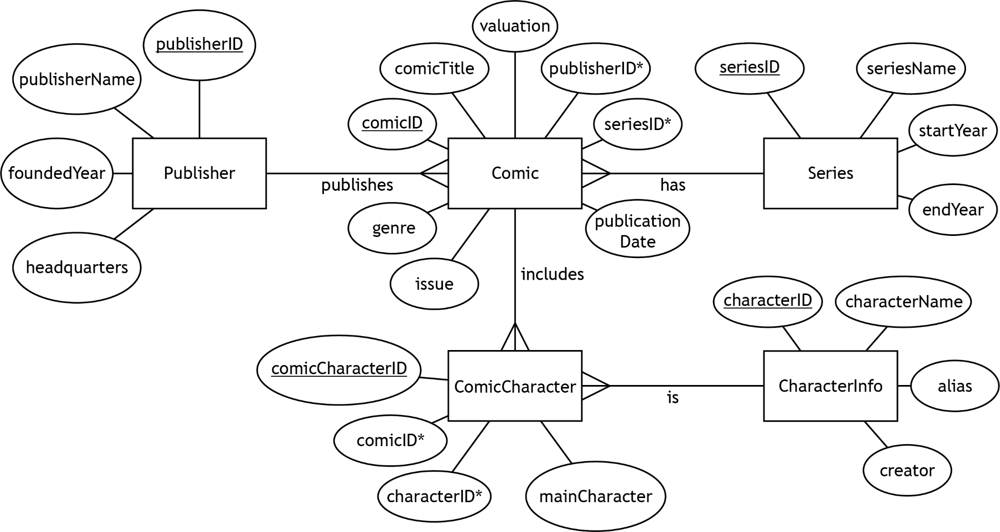 valuation
publisherID
comicTitle
publisherID*
seriesID
seriesName
publisherName
comicID
seriesID*
startYear
foundedYear
Publisher
publishes
Comic
has
Series
endYear
genre
publication
Date
headquarters
issue
includes
characterID
characterName
comicCharacterID
ComicCharacter
is
CharacterInfo
alias
comicID*
characterID*
mainCharacter
creator